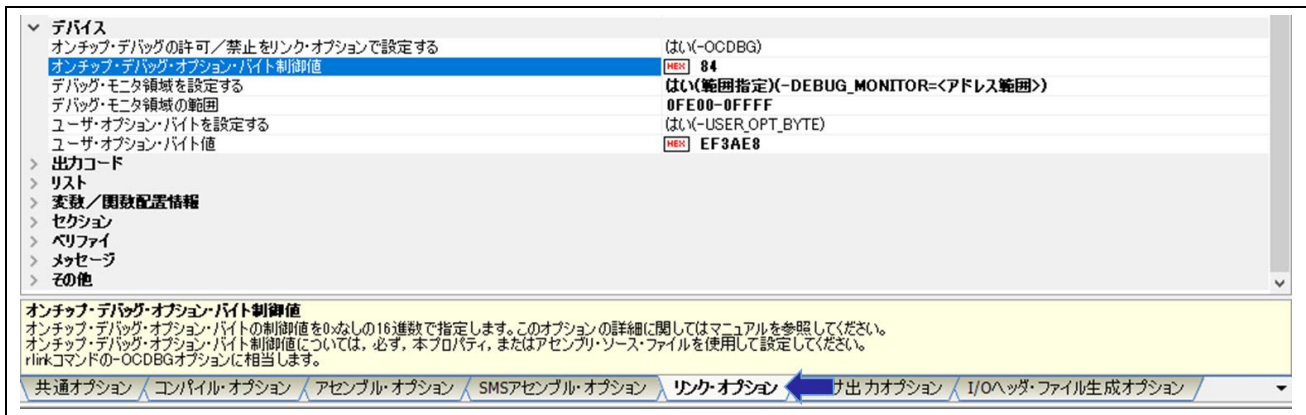 デバイス
オンチップ・デバッグの許可／禁止をリンク・オプションで設定する はい(-OCDBG)
オンチップ・デバッグ・オプション・バイト制御値 HEX 84
デバッグ・モニタ領域を設定する はい(範囲指定)(-DEBUG_MONITOR=<アドレス範囲>)
デバッグ・モニタ領域の範囲 0FE00-0FFFF
ユーザ・オプション・バイトを設定する はい(-USER_OPT_BYTE)
ユーザ・オプション・バイト値 HEX EF3AE8
出力コード
リスト
変数／関数配置情報
セクション
ベリファイ
メッセージ
その他
オンチップ・デバッグ・オプション・バイト制御値
オンチップ・デバッグ・オプション・バイトの制御値を0xなしの16進数で指定します。このオプションの詳細に関してはマニュアルを参照してください。
オンチップ・デバッグ・オプション・バイト制御値については，必ず，本プロパティ，またはアセンブリ・ソース・ファイルを使用して設定してください。
rlinkコマンドの-OCDBGオプションに相当します。
共通オプション コンパイル・オプション アセンブル・オプション SMSアセンブル・オプション リンク・オプション 出力オプション I/Oヘッダ・ファイル生成オプション